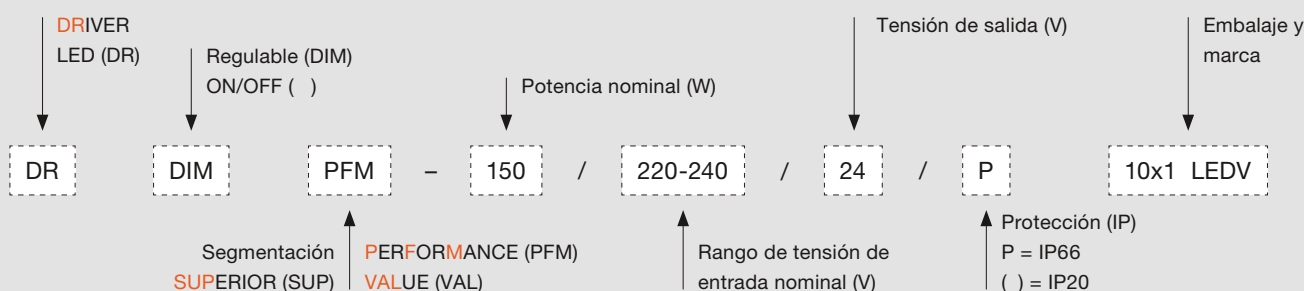 DRIVER
LED (DR)
Regulable (DIM)
ON/OFF (  )
Potencia nominal (W)
Tensión de salida (V)
Embalaje y
marca
DR DIM PFM – 150 / 220-240 / 24 / P 10x1 LEDV
Segmentación
SUPERIOR (SUP)
PERFORMANCE (PFM)
VALUE (VAL)
Rango de tensión de
entrada nominal (V)
Protección (IP)
P = IP66
( ) = IP20